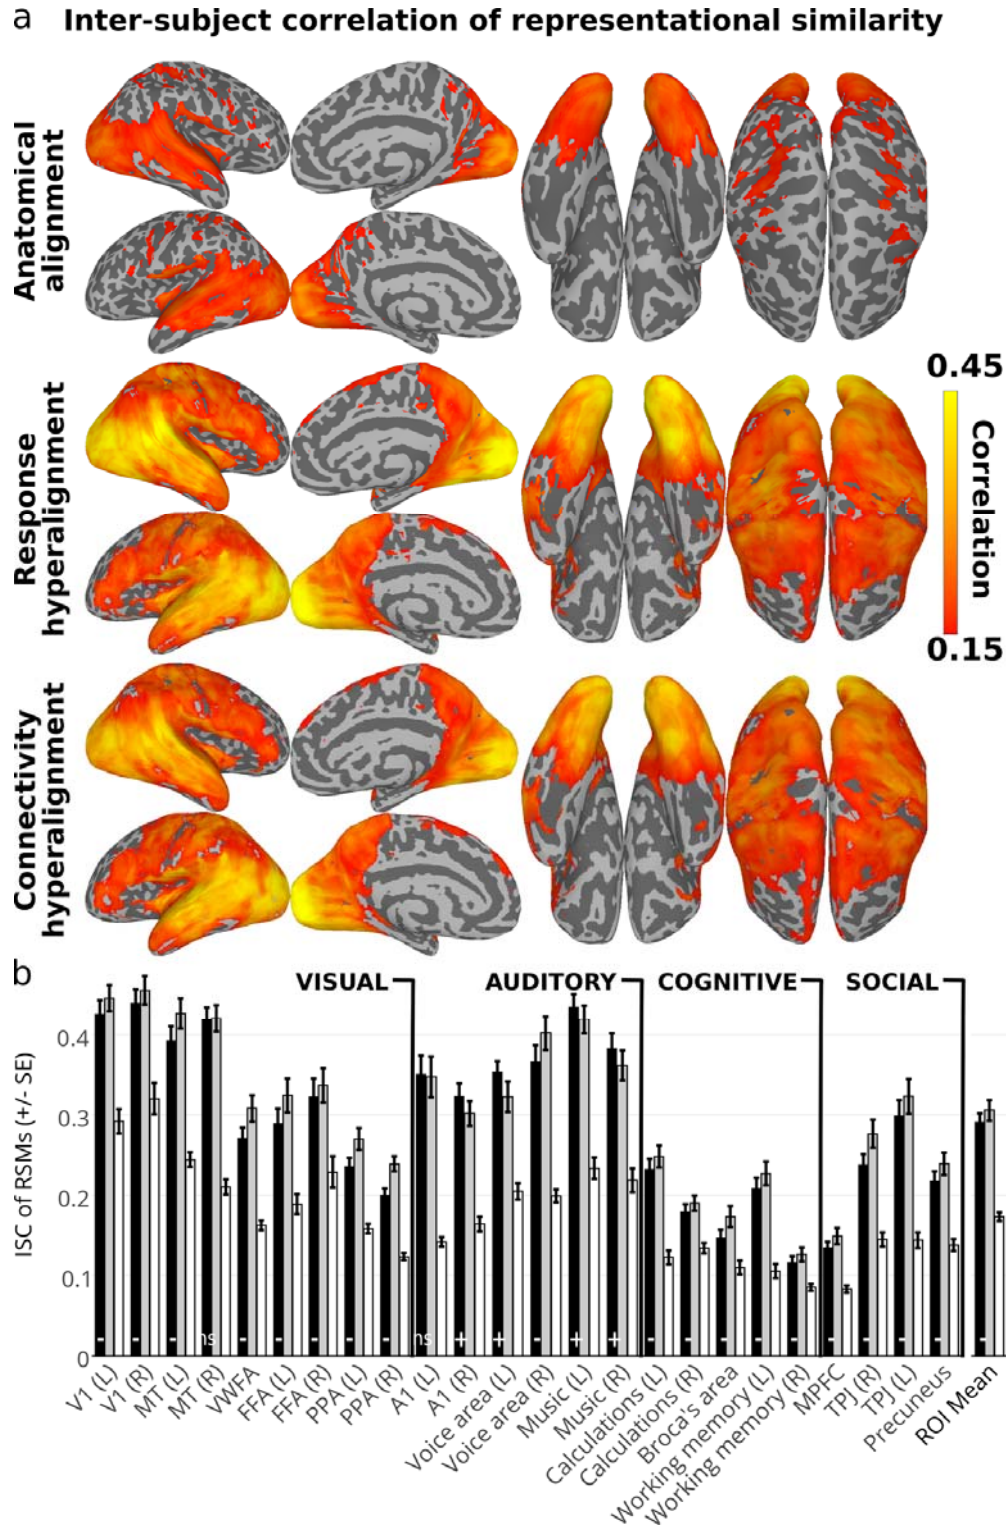 a Inter-subject correlation of representational similarity
Anatomical
alignment
Response
hyperalignment
Connectivity
hyperalignment
0.45
Correlation
0.15
b
VISUAL
AUDITORY
COGNITIVE
SOCIAL
ISC of RSMs (+/- SE)
0.4
0.3
0.2
0.1
0
- - - ns - - - - - ns + + - + + - - - - - - - - - -
V1 (L)
V1 (R)
MT (L)
MT (R)
VWFA
FFA (L)
FFA (R)
PPA (L)
PPA (R)
A1 (L)
A1 (R)
Voice area (L)
Voice area (R)
Music (L)
Music (R)
Calculations (L)
Calculations (R)
Broca's area
Working memory (L)
Working memory (R)
MPFC
TPJ (R)
TPJ (L)
Precuneus
ROI Mean